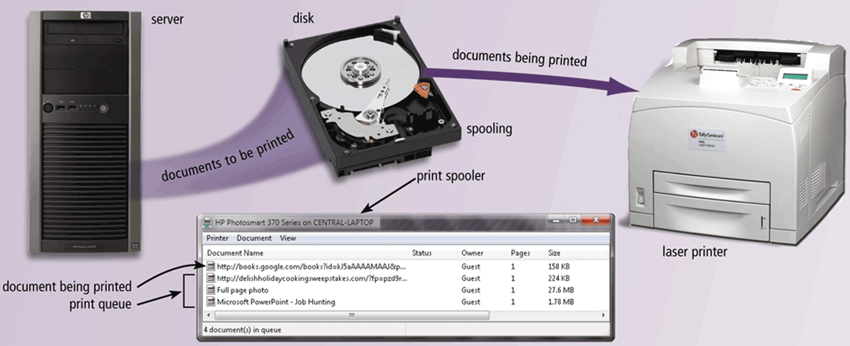 server
disk
documents being printed
documents to be printed
spooling
print spooler
laser printer
HP Photosmart 370 Series on CENTRAL-LAPTOP
Printer Document View
Document Name Status Owner Pages Size
http://books.google.com/books?id=kJ5aAAAAMAAJ&p... Guest 1 158 KB
http://delishholidaycookingsweepstakes.com/?fp=pzd9r... Guest 1 224 KB
Full page photo Guest 1 27.6 MB
Microsoft PowerPoint - Job Hunting Guest 1 1.78 MB
4 document(s) in queue
document being printed
print queue
TallyGenicom